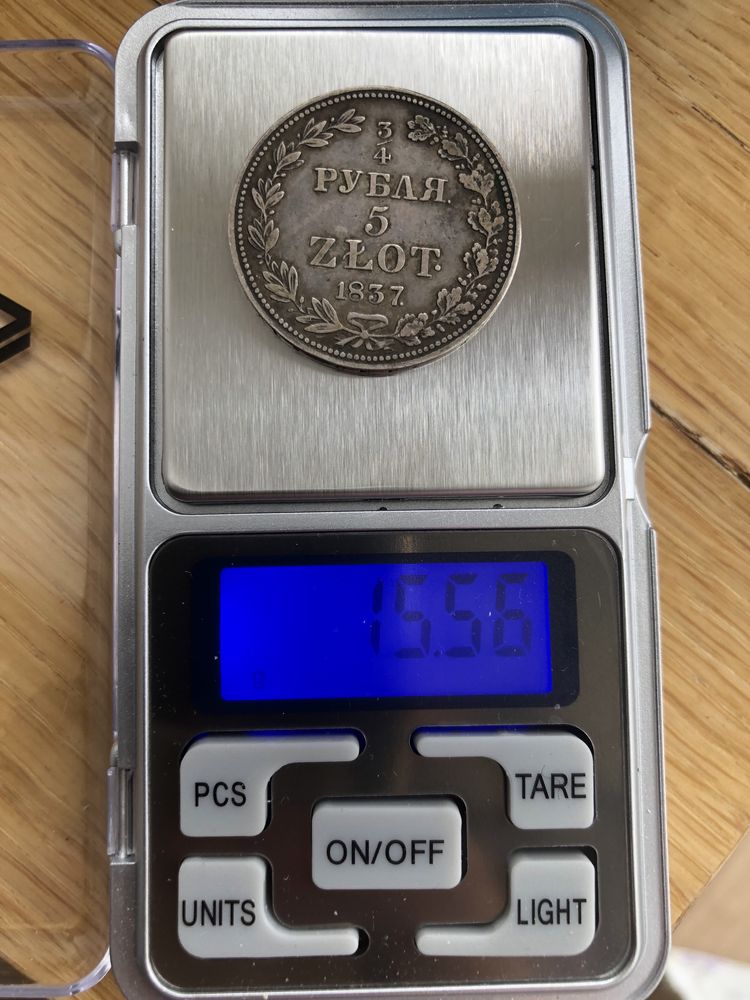 3
4
РУБЛЯ.
5
ZŁOT.
1837.
15.56
PCS
TARE
ON/OFF
UNITS
LIGHT